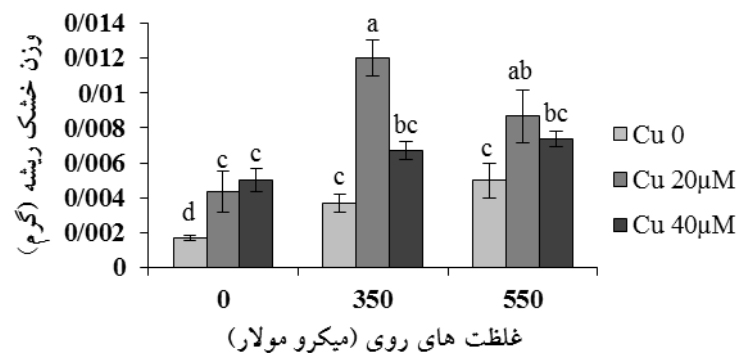 وزن خشک ریشه (گرم)
0/014
0/012
0/01
0/008
0/006
0/004
0/002
0
d
c
c
c
a
bc
c
ab
bc
0
350
550
غلظت های روی (میکرو مولار)
Cu 0
Cu 20µM
Cu 40µM